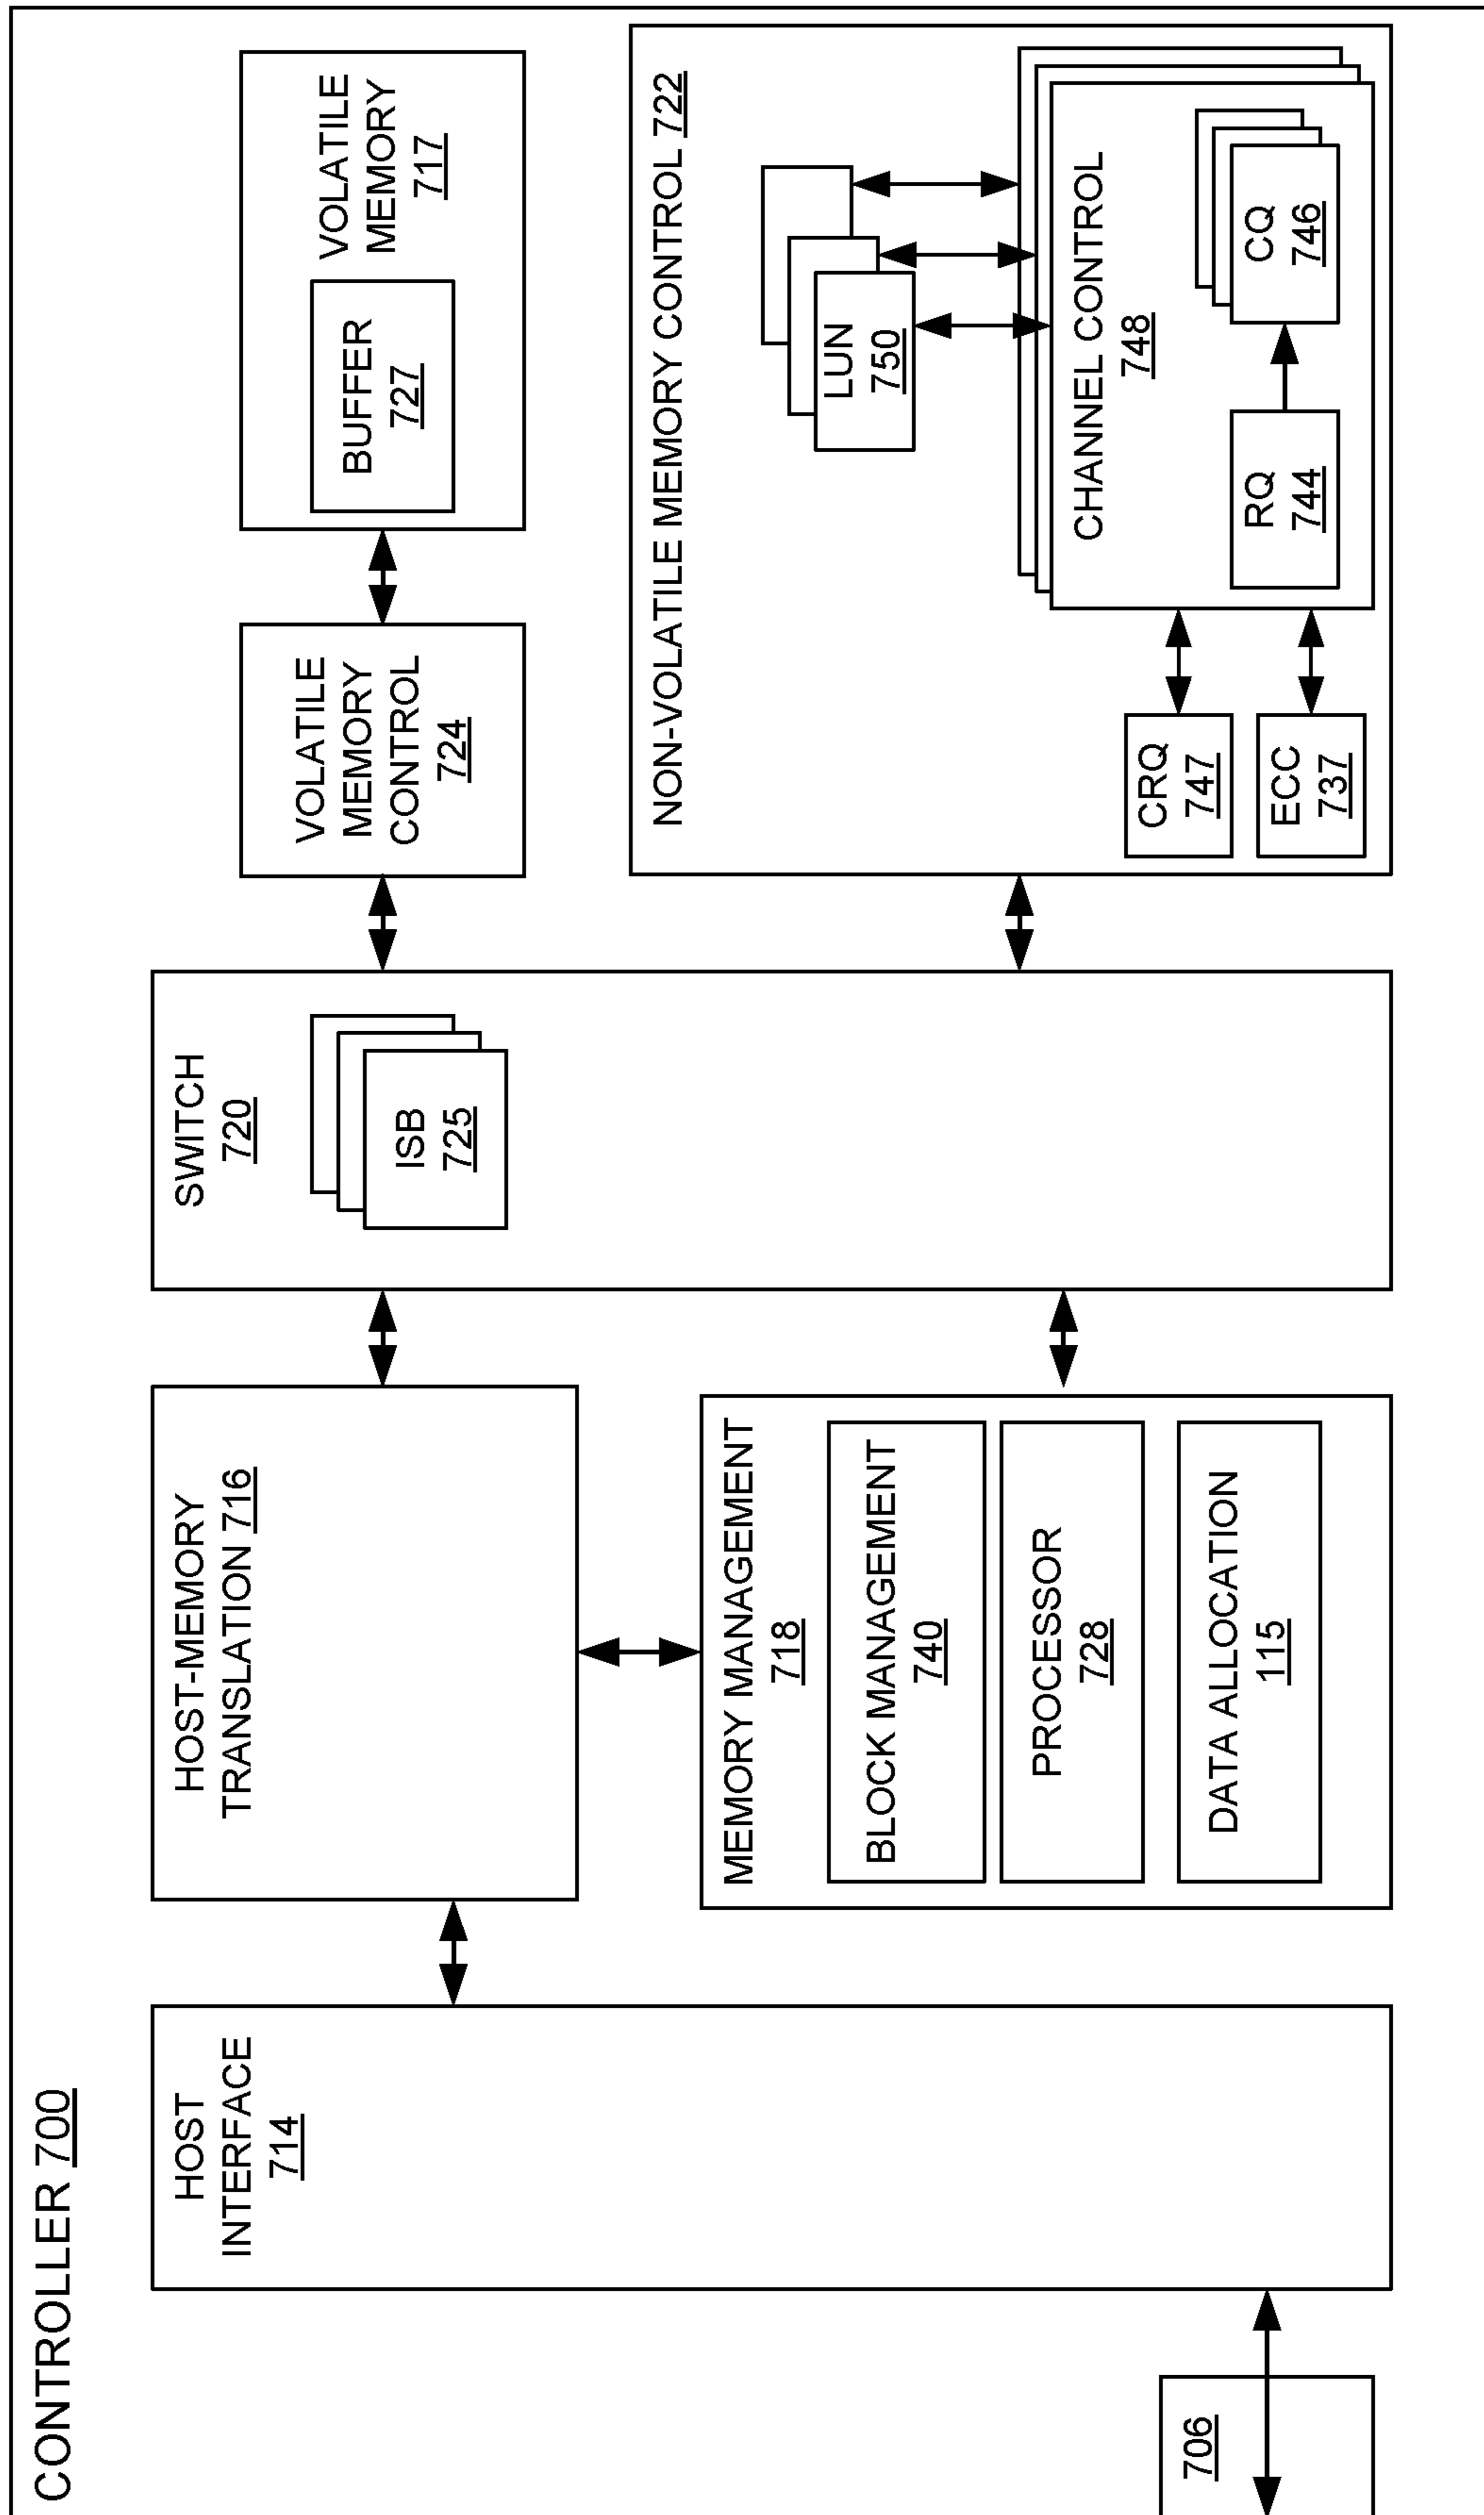 CONTROLLER 700
706
HOST
INTERFACE
714
HOST-MEMORY
TRANSLATION 716
MEMORY MANAGEMENT
718
BLOCK MANAGEMENT
740
PROCESSOR
728
DATA ALLOCATION
115
SWITCH
720
ISB
725
VOLATILE
MEMORY
CONTROL
724
VOLATILE
MEMORY
717
BUFFER
727
NON-VOLATILE MEMORY CONTROL 722
LUN
750
CHANNEL CONTROL
748
RQ
744
CQ
746
CRQ
747
ECC
737